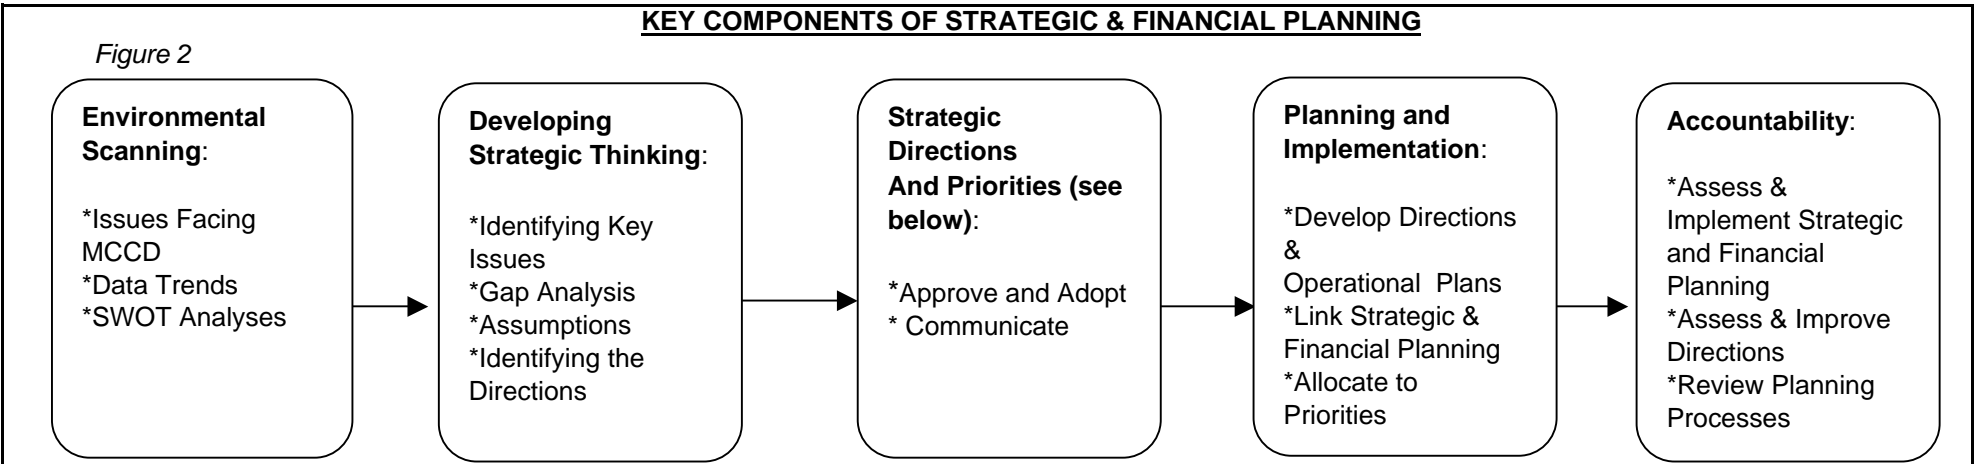 KEY COMPONENTS OF STRATEGIC & FINANCIAL PLANNING
Figure 2
Environmental
Scanning:
*Issues Facing
MCCD
*Data Trends
*SWOT Analyses
Developing
Strategic Thinking:
*Identifying Key
Issues
*Gap Analysis
*Assumptions
*Identifying the
Directions
Strategic
Directions
And Priorities (see
below):
*Approve and Adopt
* Communicate
Planning and
Implementation:
*Develop Directions
&
Operational Plans
*Link Strategic &
Financial Planning
*Allocate to
Priorities
Accountability:
*Assess &
Implement Strategic
and Financial
Planning
*Assess & Improve
Directions
*Review Planning
Processes